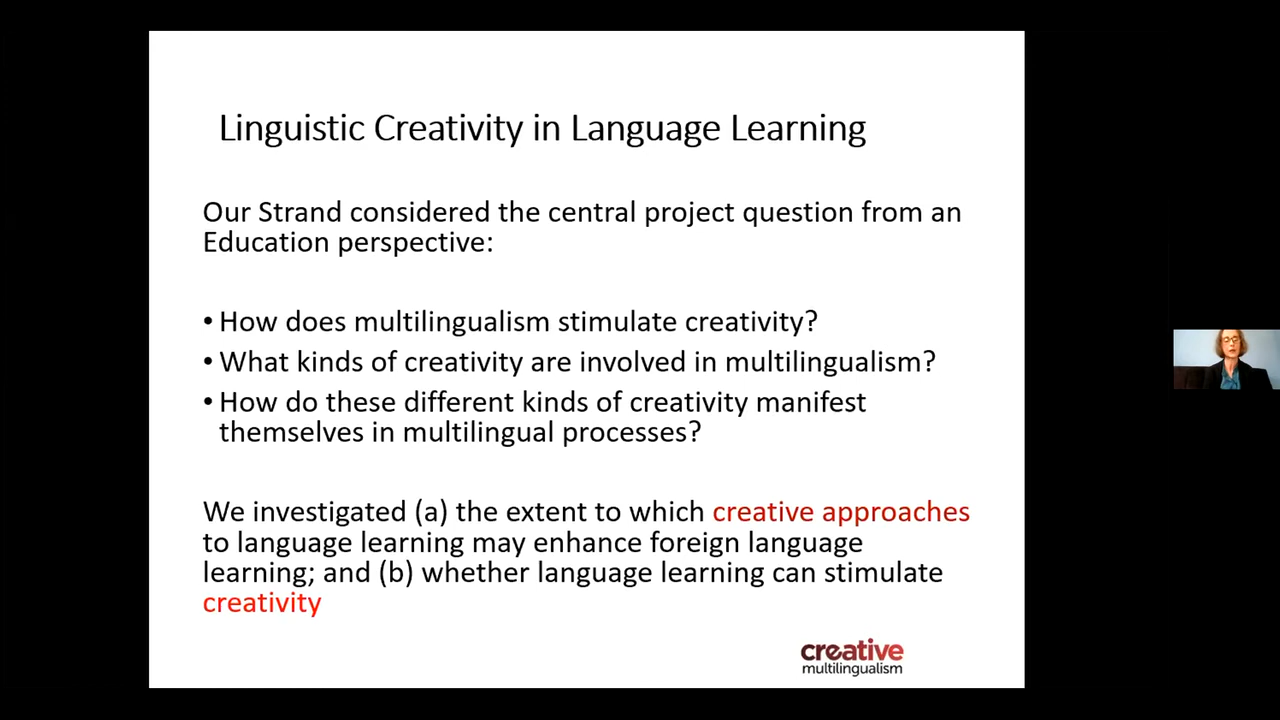 Linguistic Creativity in Language Learning
Our Strand considered the central project question from an
Education perspective:
• How does multilingualism stimulate creativity?
• What kinds of creativity are involved in multilingualism?
• How do these different kinds of creativity manifest
themselves in multilingual processes?
We investigated (a) the extent to which creative approaches
to language learning may enhance foreign language
learning; and (b) whether language learning can stimulate
creativity
creative
multilingualism